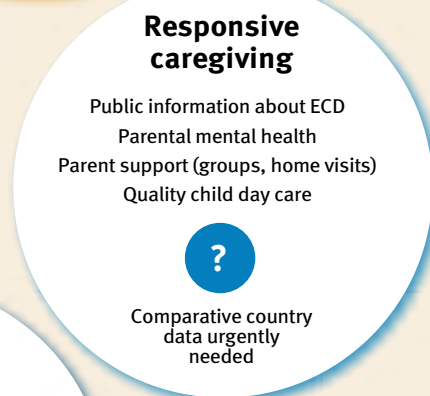 Responsive
caregiving
Public information about ECD
Parental mental health
Parent support (groups, home visits)
Quality child day care
?
Comparative country
data urgently
needed